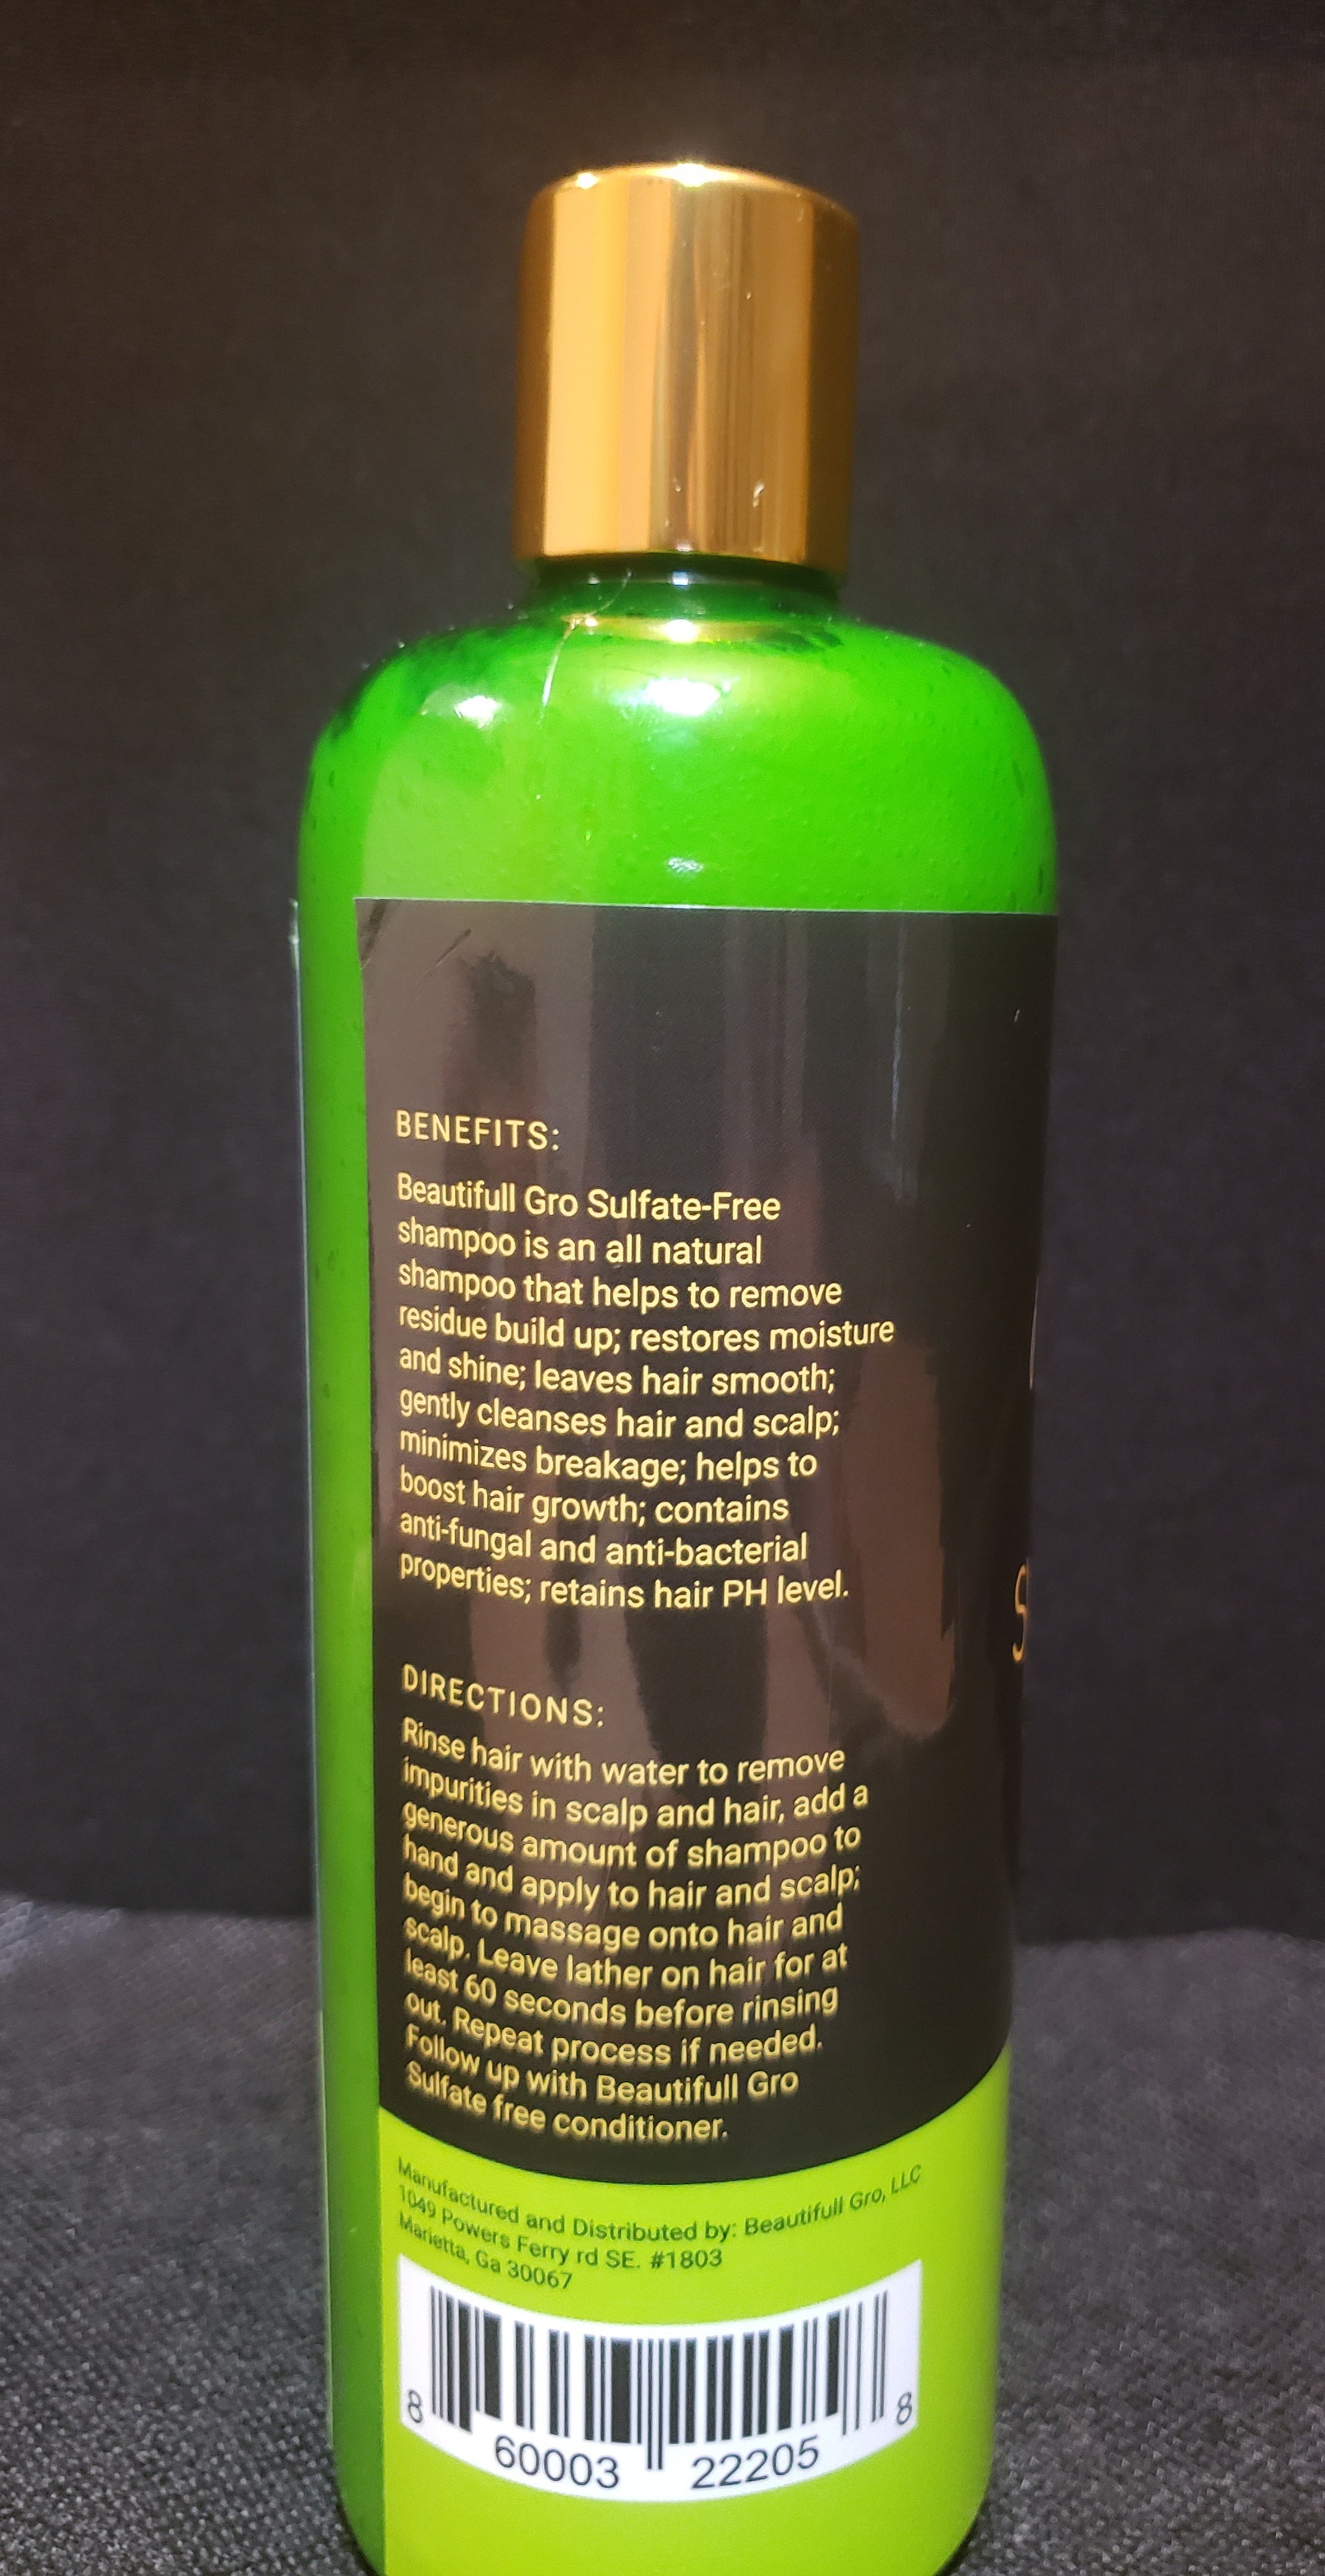 BENEFITS:
Beautifull Gro Sulfate-Free
shampoo is an all natural
shampoo that helps to remove
residue build up; restores moisture
and shine; leaves hair smooth;
gently cleanses hair and scalp;
minimizes breakage; helps to
boost hair growth; contains
anti-fungal and anti-bacterial
properties; retains hair PH level.
DIRECTIONS:
Rinse hair with water to remove
impurities in scalp and hair, add a
generous amount of shampoo to
hand and apply to hair and scalp;
begin to massage onto hair and
scalp. Leave lather on hair for at
least 60 seconds before rinsing
out. Repeat process if needed.
Follow up with Beautifull Gro
Sulfate free conditioner.
Manufactured and Distributed by: Beautifull Gro, LLC
1049 Powers Ferry rd SE. #1803
Marietta, Ga 30067
8 60003 22205 8